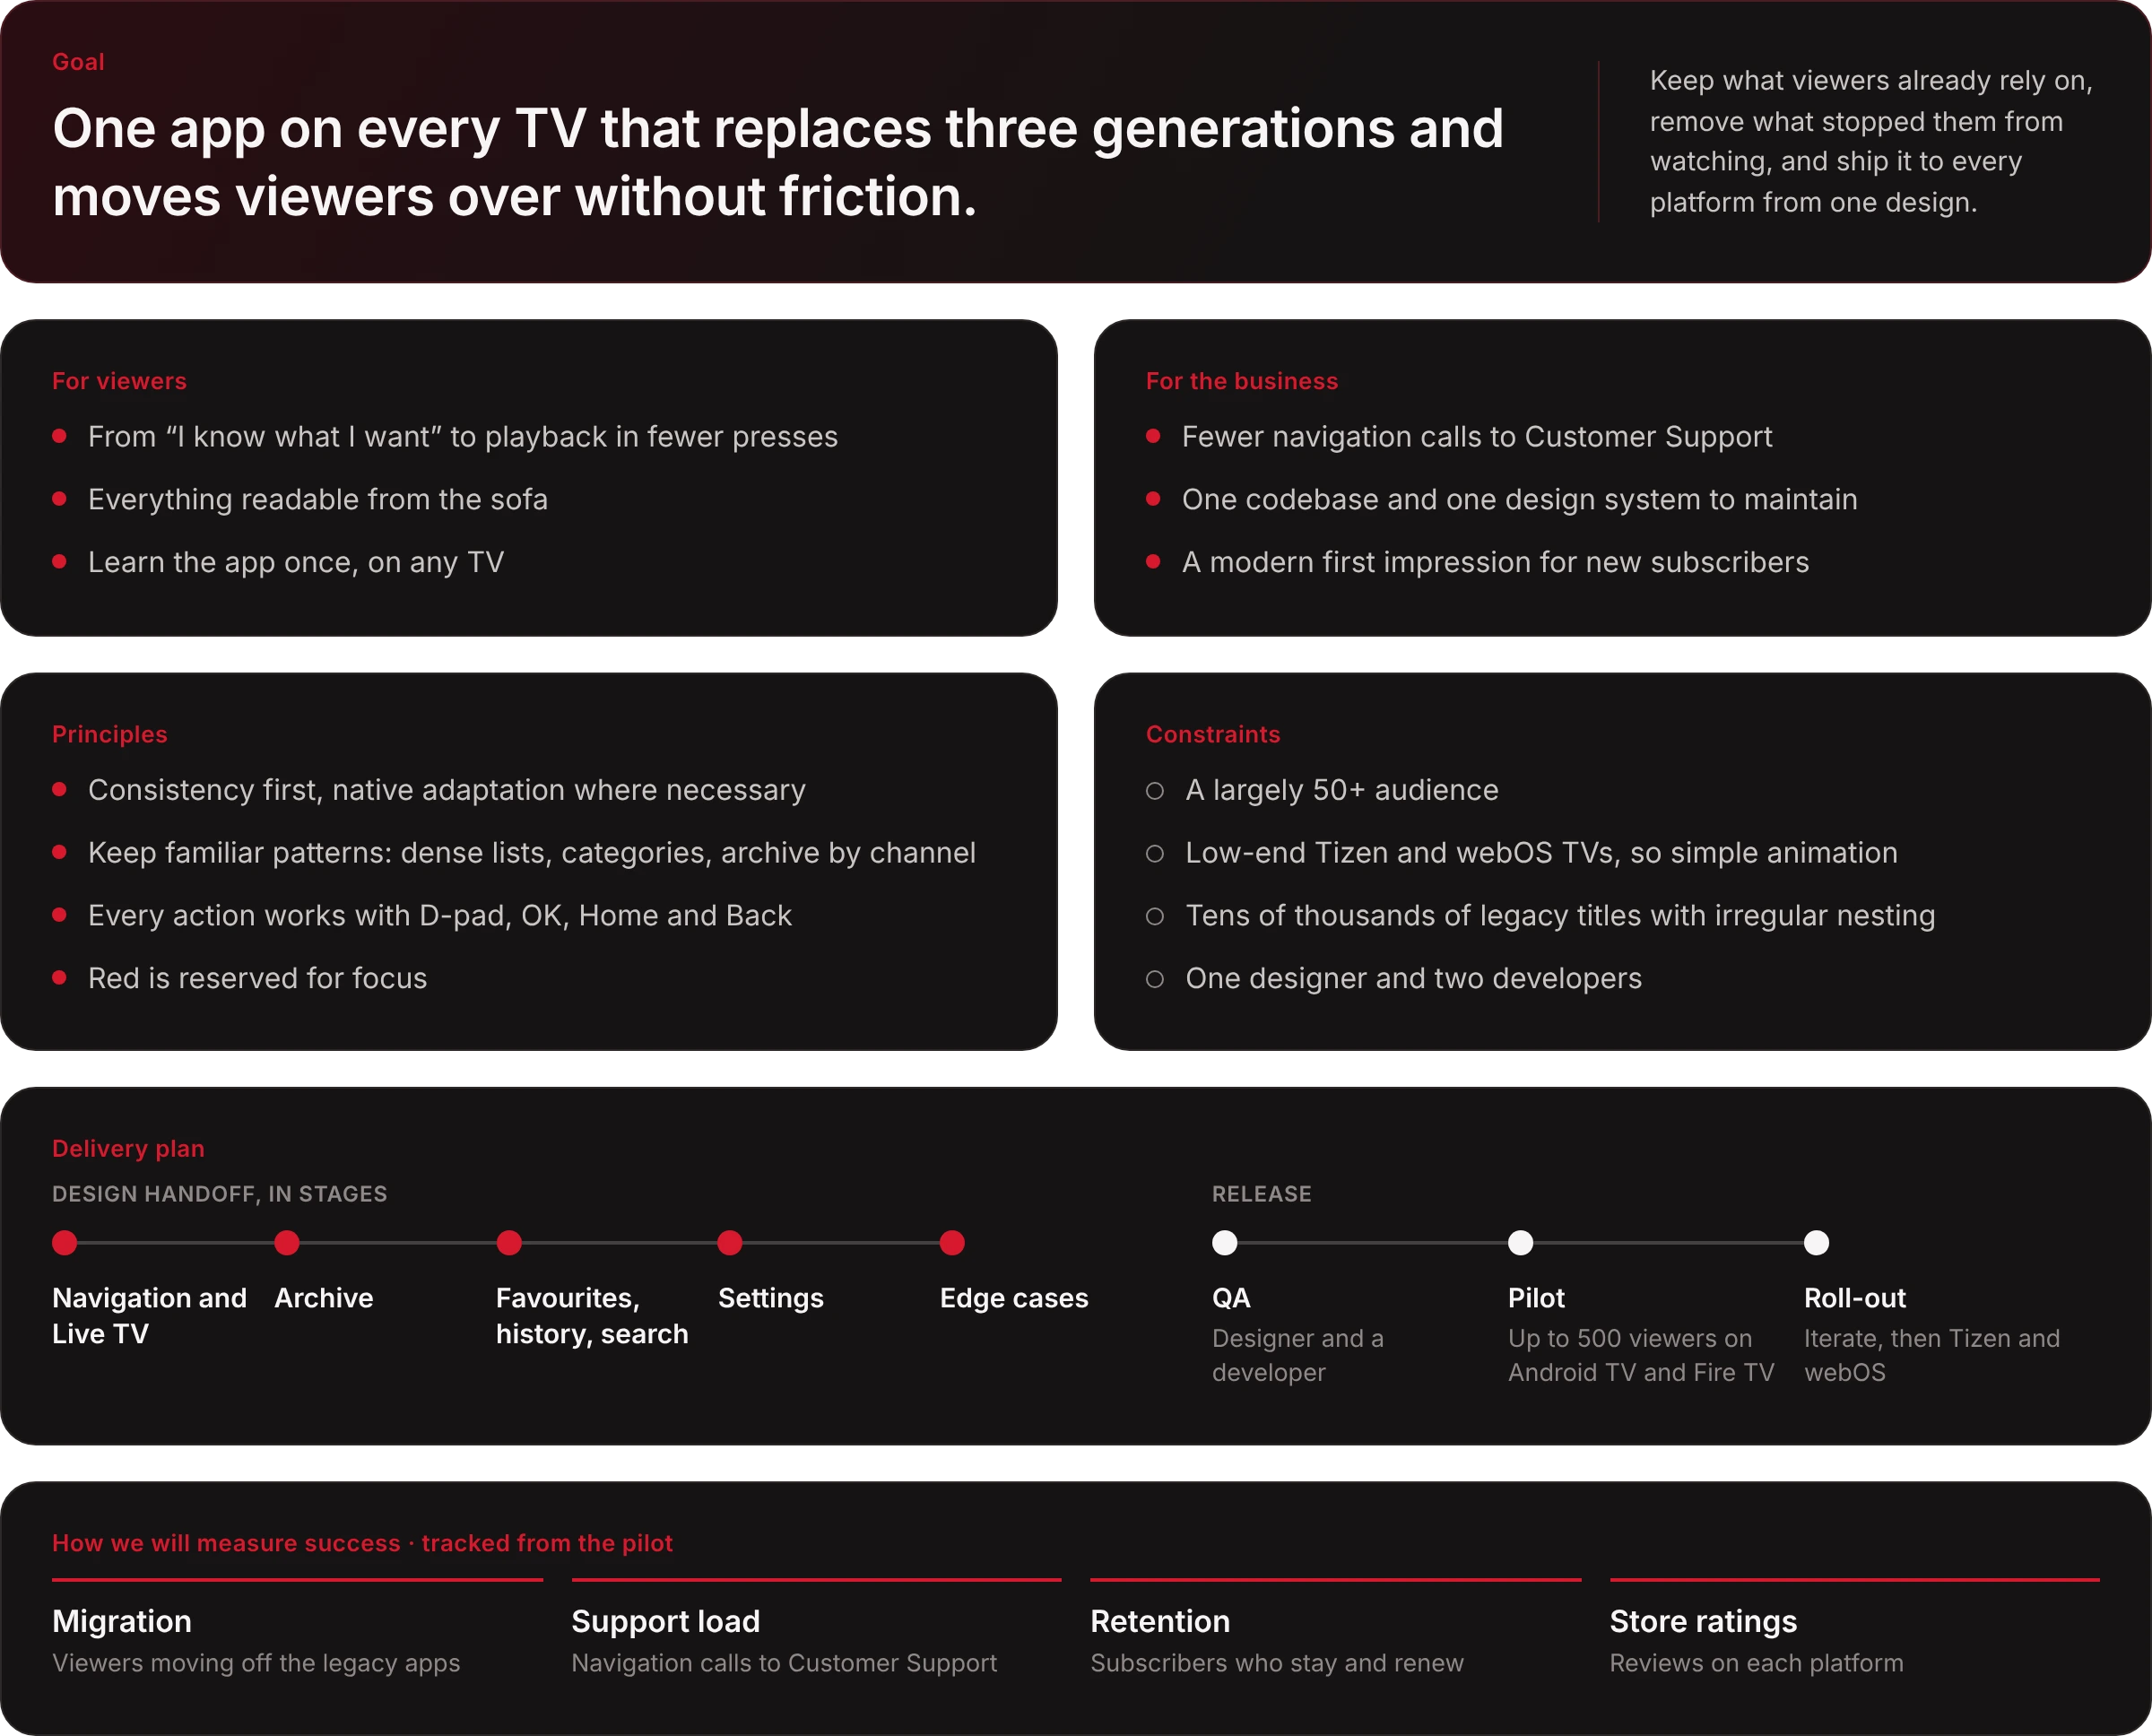 Goal
One app on every TV that replaces three generations and
moves viewers over without friction.
Keep what viewers already rely on,
remove what stopped them from
watching, and ship it to every
platform from one design.
For viewers
From “I know what I want” to playback in fewer presses
Everything readable from the sofa
Learn the app once, on any TV
For the business
Fewer navigation calls to Customer Support
One codebase and one design system to maintain
A modern first impression for new subscribers
Principles
Consistency first, native adaptation where necessary
Keep familiar patterns: dense lists, categories, archive by channel
Every action works with D-pad, OK, Home and Back
Red is reserved for focus
Constraints
A largely 50+ audience
Low-end Tizen and webOS TVs, so simple animation
Tens of thousands of legacy titles with irregular nesting
One designer and two developers
Delivery plan
DESIGN HANDOFF, IN STAGES
Navigation and
Live TV
Archive
Favourites,
history, search
Settings
Edge cases
RELEASE
QA
Designer and a
developer
Pilot
Up to 500 viewers on
Android TV and Fire TV
Roll-out
Iterate, then Tizen and
webOS
How we will measure success · tracked from the pilot
Migration
Viewers moving off the legacy apps
Support load
Navigation calls to Customer Support
Retention
Subscribers who stay and renew
Store ratings
Reviews on each platform